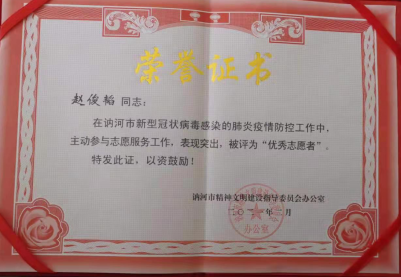 荣誉证书
赵俊韬 同志：
在讷河市新型冠状病毒感染的肺炎疫情防控工作中，
主动参与志愿服务工作，表现突出，被评为“优秀志愿者”。
特发此证，以资鼓励！
讷河市精神文明建设指导委员会办公室
办公室